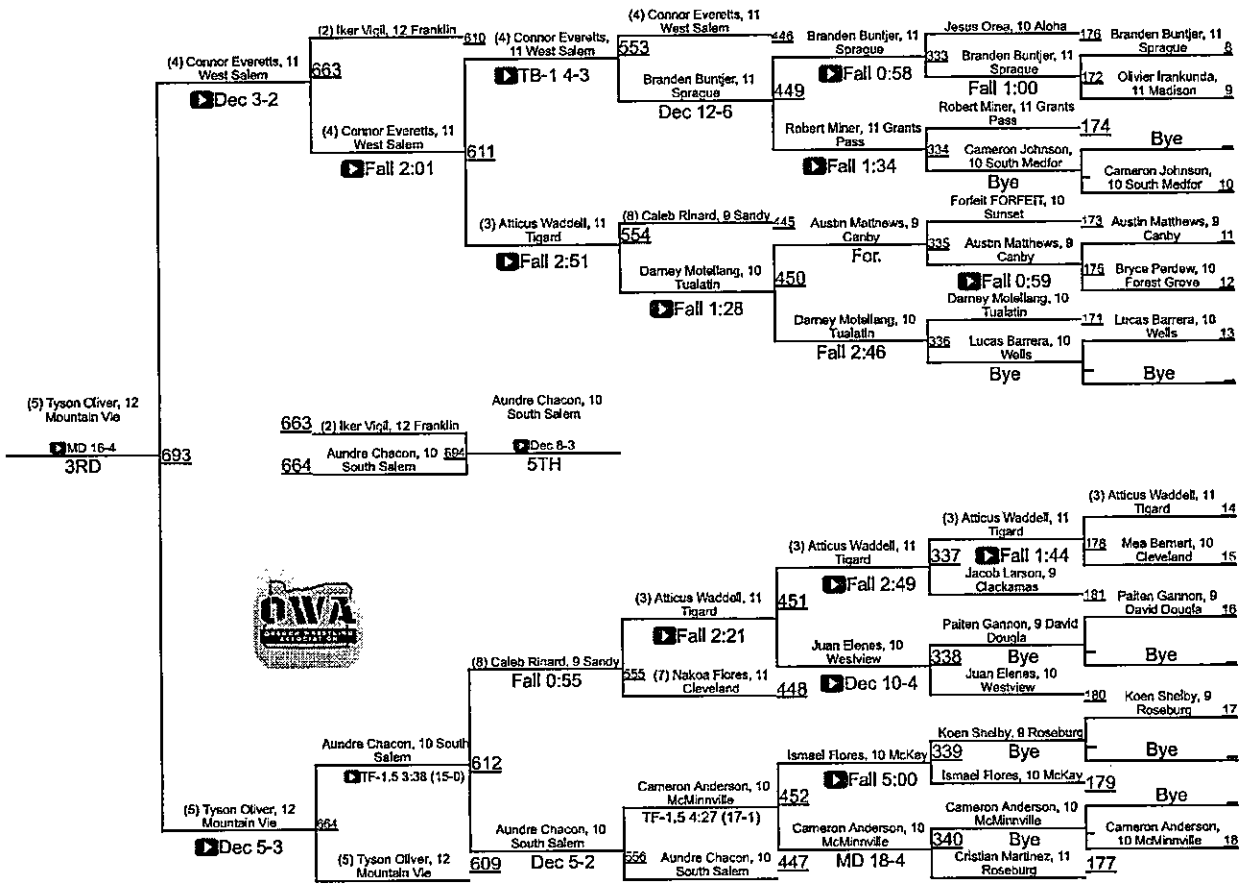 (2) Iker Vigil, 12 Franklin
610
(4) Connor Everetts, 11
West Salem
663
Dec 3-2
(4) Connor Everetts, 11
West Salem
Fall 2:01
611
(4) Connor Everetts,
11 West Salem
TB-1 4-3
553
(4) Connor Everetts, 11
West Salem
446
Branden Buntjer, 11
Sprague
Dec 12-6
449
Branden Buntjer, 11
Sprague
Fall 0:58
333
Jesus Orea, 10 Aloha
176
Branden Buntjer, 11
Sprague
Fall 1:00
Branden Buntjer, 11
Sprague
8
172
Olivier Irankunda,
11 Madison
9
Robert Miner, 11 Grants
Pass
Fall 1:34
334
Robert Miner, 11 Grants
Pass
174
Cameron Johnson,
10 South Medfor
Bye
Bye
Cameron Johnson,
10 South Medfor
10
(3) Atticus Waddell, 11
Tigard
Fall 2:51
554
(8) Caleb Rinard, 9 Sandy
445
Darney Motellang, 10
Tualatin
Fall 1:28
450
Austin Matthews, 9
Canby
For.
335
Forfeit FORFEIT, 10
Sunset
173
Austin Matthews, 9
Canby
Fall 0:59
Austin Matthews, 9
Canby
11
175
Bryce Perdew, 10
Forest Grove
12
Darney Motellang, 10
Tualatin
Fall 2:46
336
Darney Motellang, 10
Tualatin
171
Lucas Barrera, 10
Wells
Bye
Lucas Barrera, 10
Wells
13
Bye
(5) Tyson Oliver, 12
Mountain Vie
MD 16-4
3RD
693
663
(2) Iker Vigil, 12 Franklin
664
Aundre Chacon, 10
South Salem
694
Aundre Chacon, 10
South Salem
Dec 8-3
5TH
OWA
OREGON WRESTLING
ASSOCIATION
(5) Tyson Oliver, 12
Mountain Vie
Dec 5-3
664
Aundre Chacon, 10 South
Salem
TF-1.5 3:38 (15-0)
612
(5) Tyson Oliver, 12
Mountain Vie
609
(8) Caleb Rinard, 9 Sandy
Fall 0:55
555
(3) Atticus Waddell, 11
Tigard
Fall 2:21
451
(7) Nakoa Flores, 11
Cleveland
448
(3) Atticus Waddell, 11
Tigard
Fall 2:49
337
(3) Atticus Waddell, 11
Tigard
Fall 1:44
(3) Atticus Waddell, 11
Tigard
14
178
Mea Bemert, 10
Cleveland
15
Jacob Larson, 9
Clackamas
181
Paiten Gannon, 9
David Dougla
16
Juan Elenes, 10
Westview
Dec 10-4
338
Paiten Gannon, 9 David
Dougla
Bye
Bye
Juan Elenes, 10
Westview
180
Koen Shelby, 9
Roseburg
17
Aundre Chacon, 10
South Salem
Dec 5-2
556
Cameron Anderson, 10
McMinnville
TF-1.5 4:27 (17-1)
452
Aundre Chacon, 10
South Salem
447
Ismael Flores, 10 McKay
Fall 5:00
339
Koen Shelby, 9 Roseburg
Bye
Bye
Ismael Flores, 10 McKay
179
Cameron Anderson, 10
McMinnville
MD 18-4
340
Cameron Anderson, 10
McMinnville
Bye
Bye
Cameron Anderson,
10 McMinnville
18
Cristian Martinez, 11
Roseburg
177